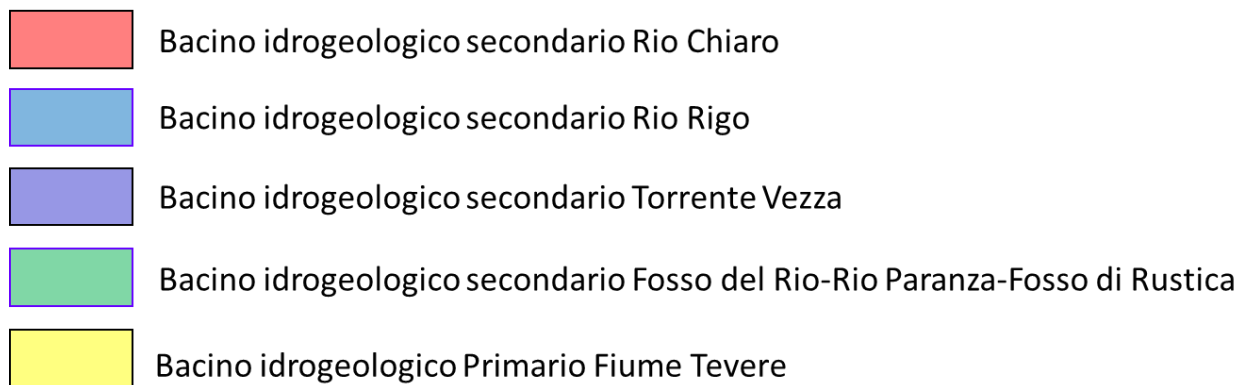 Bacino idrogeologico secondario Rio Chiaro
Bacino idrogeologico secondario Rio Rigo
Bacino idrogeologico secondario Torrente Vezza
Bacino idrogeologico secondario Fosso del Rio-Rio Paranza-Fosso di Rustica
Bacino idrogeologico Primario Fiume Tevere